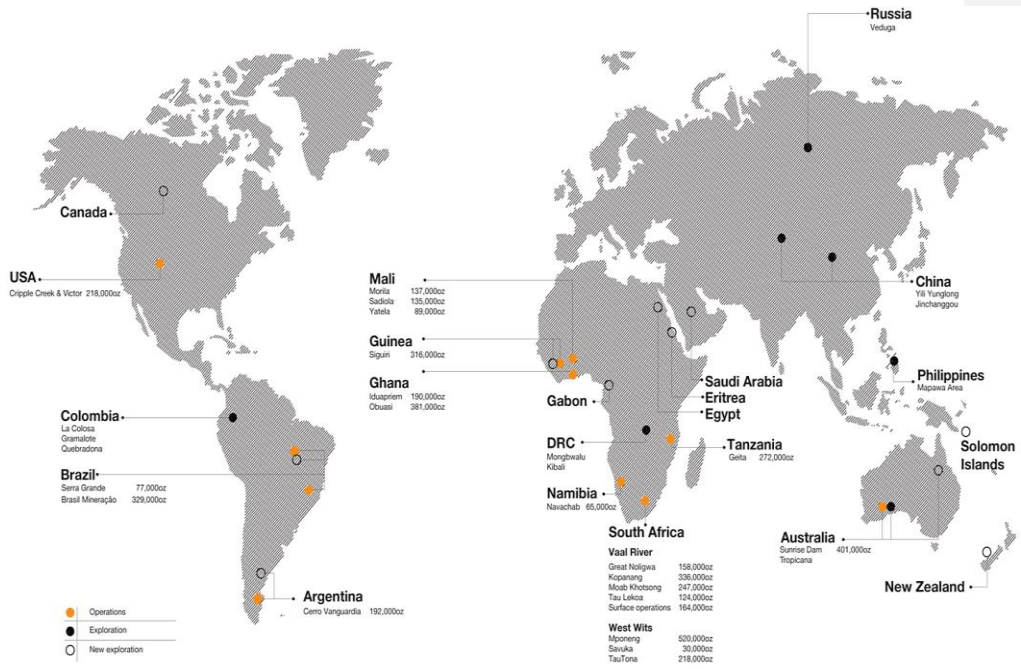 Russia
Veduga
Canada
USA
Cripple Creek & Victor 218,000oz
Mali
Morila 137,000oz
Sadiola 135,000oz
Yatela 89,000oz
Guinea
Siguiri 316,000oz
Ghana
Iduapriem 190,000oz
Obuasi 381,000oz
China
Yili Yunglong
Jinchanggou
Philippines
Mapawa Area
Saudi Arabia
Eritrea
Egypt
Gabon
Colombia
La Colosa
Gramalote
Quebradona
Brazil
Serra Grande 77,000oz
Brasil Mineração 329,000oz
DRC
Mongbwalu
Kibali
Tanzania
Geita 272,000oz
Solomon
Islands
Namibia
Navachab 65,000oz
South Africa
Vaal River
Great Noligwa 158,000oz
Kopanang 336,000oz
Moab Khotsong 247,000oz
Tau Lekoa 124,000oz
Surface operations 164,000oz
West Wits
Mponeng 520,000oz
Savuka 30,000oz
TauTona 218,000oz
Australia
Sunrise Dam 401,000oz
Tropicana
New Zealand
Argentina
Cerro Vanguardia 192,000oz
Operations
Exploration
New exploration